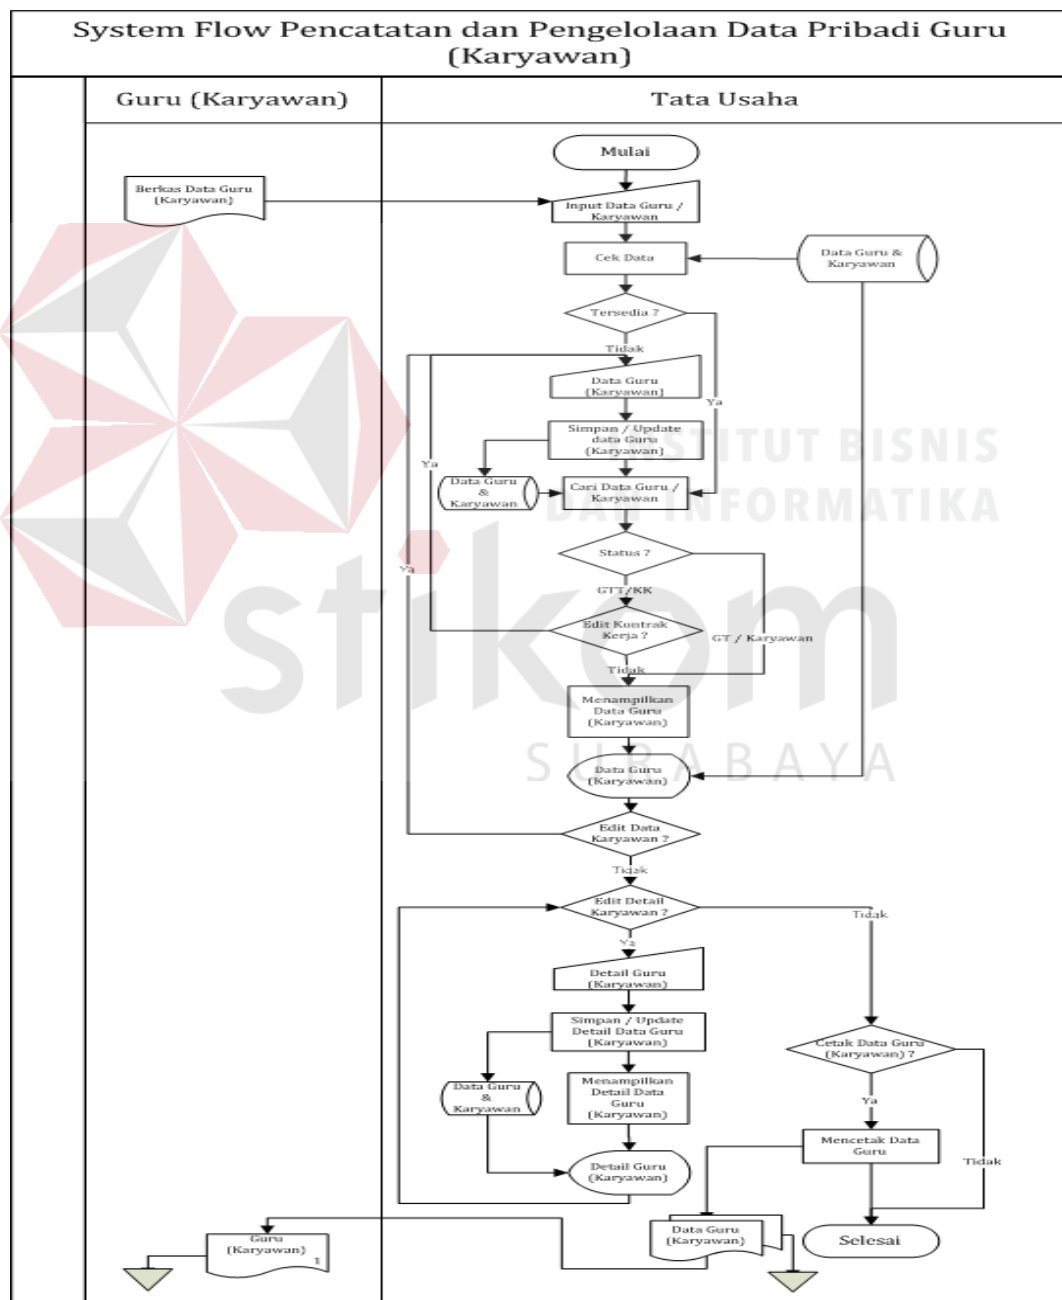 System Flow Pencatatan dan Pengelolaan Data Pribadi Guru
(Karyawan)
Guru (Karyawan)
Tata Usaha
Mulai
Berkas Data Guru
(Karyawan)
Input Data Guru /
Karyawan
Cek Data
Data Guru &
Karyawan
Tersedia ?
Tidak
Data Guru
(Karyawan)
Ya
Simpan / Update
data Guru
(Karyawan)
INSTITUT BISNIS
Ya
Data Guru
&
Karyawan
Cari Data Guru /
Karyawan
DAN INFORMATIKA
Status ?
Ya
GTT/KK
stikom
Edit Kontrak
Kerja ?
GT / Karyawan
Tidak
Menampilkan
Data Guru
(Karyawan)
SURABAYA
Data Guru
(Karyawan)
Edit Data
Karyawan ?
Tidak
Edit Detail
Karyawan ?
Tidak
Ya
Detail Guru
(Karyawan)
Simpan / Update
Detail Data Guru
(Karyawan)
Cetak Data Guru
(Karyawan) ?
Data Guru
&
Karyawan
Menampilkan
Detail Data
Guru
(Karyawan)
Ya
Mencetak Data
Guru
Tidak
Detail Guru
(Karyawan)
Guru
(Karyawan)
1
Data Guru
(Karyawan)
Selesai